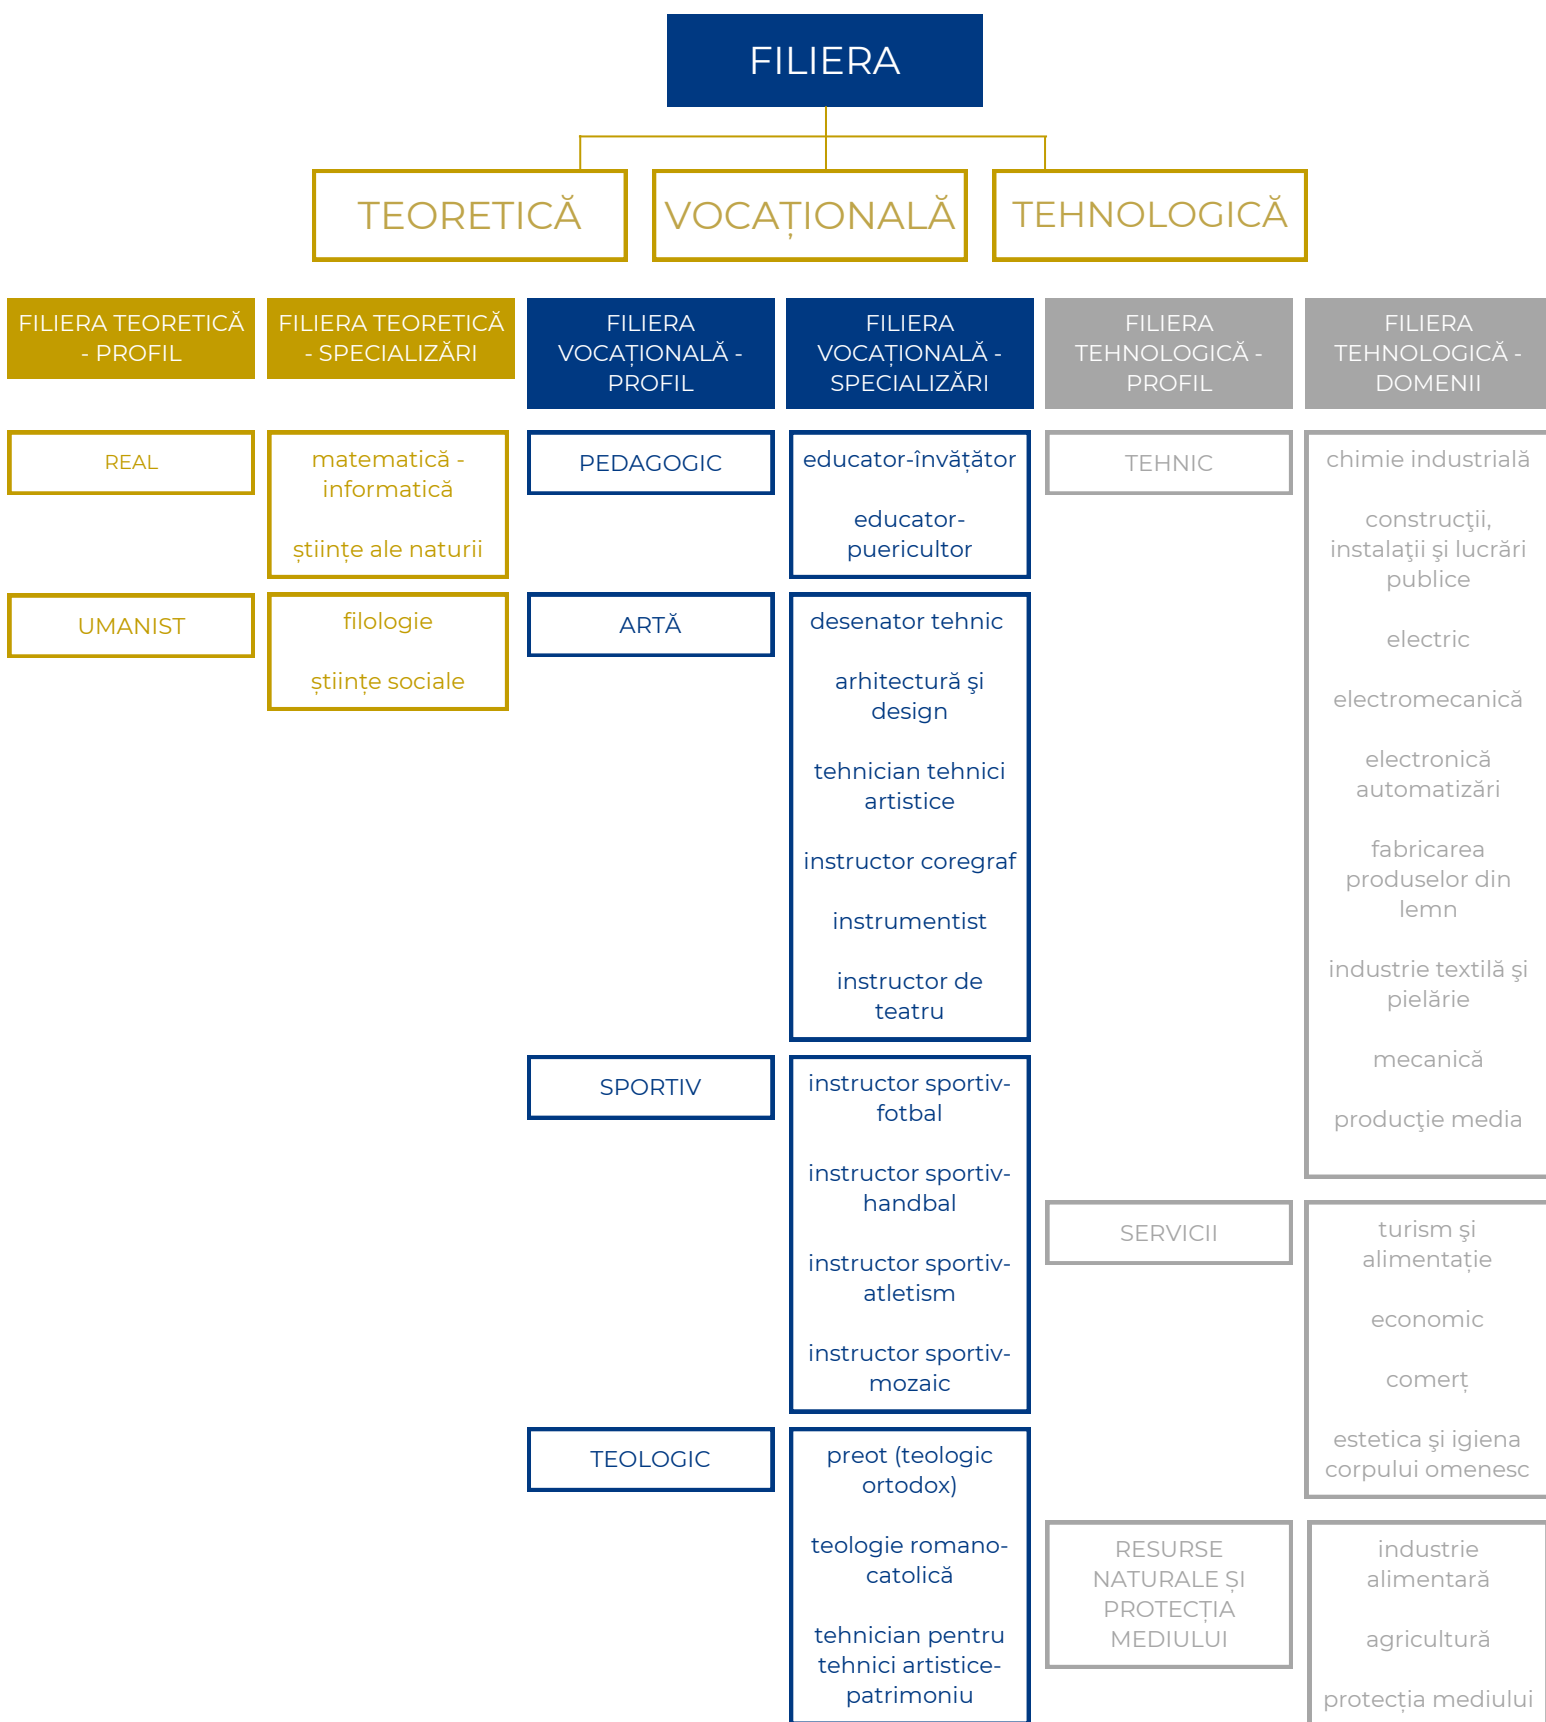 FILIERA
TEORETICĂ
VOCAȚIONALĂ
TEHNOLOGICĂ
FILIERA TEORETICĂ
- PROFIL
FILIERA TEORETICĂ
- SPECIALIZĂRI
FILIERA
VOCAȚIONALĂ -
PROFIL
FILIERA
VOCAȚIONALĂ -
SPECIALIZĂRI
FILIERA
TEHNOLOGICĂ -
PROFIL
FILIERA
TEHNOLOGICĂ -
DOMENII
REAL
matematică -
informatică
științe ale naturii
UMANIST
filologie
științe sociale
PEDAGOGIC
educator-învățător
educator-
puericultor
ARTĂ
desenator tehnic
arhitectură şi
design
tehnician tehnici
artistice
instructor coregraf
instrumentist
instructor de
teatru
SPORTIV
instructor sportiv-
fotbal
instructor sportiv-
handbal
instructor sportiv-
atletism
instructor sportiv-
mozaic
TEOLOGIC
preot (teologic
ortodox)
teologie romano-
catolică
tehnician pentru
tehnici artistice-
patrimoniu
TEHNIC
chimie industrială
construcţii,
instalaţii şi lucrări
publice
electric
electromecanică
electronică
automatizări
fabricarea
produselor din
lemn
industrie textilă şi
pielărie
mecanică
producţie media
SERVICII
turism şi
alimentație
economic
comerț
estetica şi igiena
corpului omenesc
RESURSE
NATURALE ȘI
PROTECȚIA
MEDIULUI
industrie
alimentară
agricultură
protecția mediului